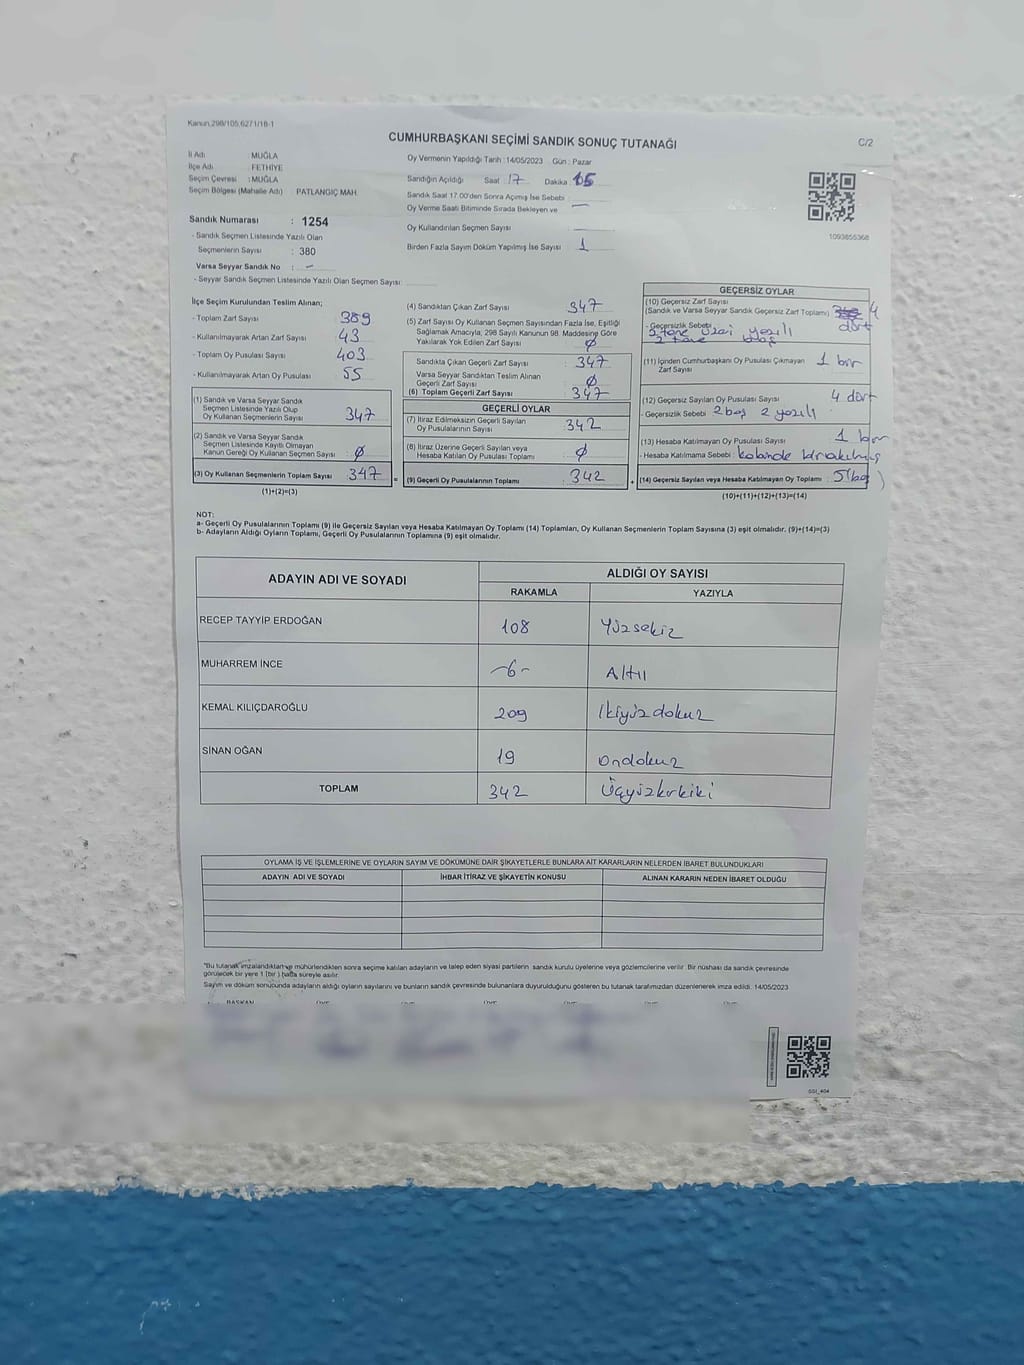 Kanun,298/105,6271/18-1
CUMHURBAŞKANI SEÇİMİ SANDIK SONUÇ TUTANAĞI
C/2
İl Adı : MUĞLA
İlçe Adı : FETHİYE
Seçim Çevresi : MUĞLA
Seçim Bölgesi (Mahalle Adı) PATLANGIÇ MAH.
Oy Vermenin Yapıldığı Tarih :14/05/2023 Gün : Pazar
Sandığın Açıldığı Saat : 17 Dakika : 15
Sandık Saat 17:00'den Sonra Açımış İse Sebebi :
Oy Verme Saati Bitiminde Sırada Bekleyen ve —
Oy Kullandırılan Seçmen Sayısı :
Birden Fazla Sayım Döküm Yapılmış İse Sayısı : 1
1093855368
Sandık Numarası : 1254
- Sandık Seçmen Listesinde Yazılı Olan
Seçmenlerin Sayısı : 380
Varsa Seyyar Sandık No : -
- Seyyar Sandık Seçmen Listesinde Yazılı Olan Seçmen Sayısı:
İlçe Seçim Kurulundan Teslim Alınan;
- Toplam Zarf Sayısı : 389
- Kullanılmayarak Artan Zarf Sayısı : 43
- Toplam Oy Pusulası Sayısı : 403
- Kullanılmayarak Artan Oy Pusulası : 55
(1) Sandık ve Varsa Seyyar Sandık
Seçmen Listesinde Yazılı Olup
Oy Kullanan Seçmenlerin Sayısı : 347
(2) Sandık ve Varsa Seyyar Sandık
Seçmen Listesinde Kayıtlı Olmayan
Kanun Gereği Oy Kullanan Seçmen Sayısı : Ø
(3) Oy Kullanan Seçmenlerin Toplam Sayısı : 347 =
(1)+(2)=(3)
(4) Sandıktan Çıkan Zarf Sayısı : 347
(5) Zarf Sayısı Oy Kullanan Seçmen Sayısından Fazla İse, Eşitliği
Sağlamak Amacıyla, 298 Sayılı Kanunun 98. Maddesine Göre
Yakılarak Yok Edilen Zarf Sayısı : Ø
Sandıkta Çıkan Geçerli Zarf Sayısı : 347
Varsa Seyyar Sandıktan Teslim Alınan
Geçerli Zarf Sayısı : Ø
(6) Toplam Geçerli Zarf Sayısı : 347
GEÇERLİ OYLAR
(7) İtiraz Edilmeksizin Geçerli Sayılan
Oy Pusulalarının Sayısı : 342
(8) İtiraz Üzerine Geçerli Sayılan veya
Hesaba Katılan Oy Pusulası Toplamı : Ø
(9) Geçerli Oy Pusulalarının Toplamı : 342 +
GEÇERSİZ OYLAR
(10) Geçersiz Zarf Sayısı
(Sandık ve Varsa Seyyar Sandık Geçersiz Zarf Toplamı) : 4
dört
- Geçersizlik Sebebi : 2 tane üzeri yazılı
2 tane boş
(11) İçinden Cumhurbaşkanı Oy Pusulası Çıkmayan
Zarf Sayısı : 1 bir
(12) Geçersiz Sayılan Oy Pusulası Sayısı : 4 dört
- Geçersizlik Sebebi : 2 boş 2 yazılı
(13) Hesaba Katılmayan Oy Pusulası Sayısı : 1 bir
- Hesaba Katılmama Sebebi : kabinde bırakılmış
(14) Geçersiz Sayılan veya Hesaba Katılmayan Oy Toplamı : 5(beş)
(10)+(11)+(12)+(13)=(14)
NOT:
a- Geçerli Oy Pusulalarının Toplamı (9) ile Geçersiz Sayılan veya Hesaba Katılmayan Oy Toplamı (14) Toplamları, Oy Kullanan Seçmenlerin Toplam Sayısına (3) eşit olmalıdır. (9)+(14)=(3)
b- Adayların Aldığı Oyların Toplamı, Geçerli Oy Pusulalarının Toplamına (9) eşit olmalıdır.
ADAYIN ADI VE SOYADI
ALDIĞI OY SAYISI
RAKAMLA YAZIYLA
RECEP TAYYİP ERDOĞAN 108 Yüzsekiz
MUHARREM İNCE -6- Altı
KEMAL KILIÇDAROĞLU 209 İkiyüzdokuz
SİNAN OĞAN 19 Ondokuz
TOPLAM 342 Üçyüzkırkiki
OYLAMA İŞ VE İŞLEMLERİNE VE OYLARIN SAYIM VE DÖKÜMÜNE DAİR ŞİKAYETLERLE BUNLARA AİT KARARLARIN NELERDEN İBARET BULUNDUKLARI
ADAYIN ADI VE SOYADI İHBAR İTİRAZ VE ŞİKAYETİN KONUSU ALINAN KARARIN NEDEN İBARET OLDUĞU
"Bu tutanak imzalandıktan ve mühürlendikten sonra seçime katılan adayların ve talep eden siyasi partilerin sandık kurulu üyelerine veya gözlemcilerine verilir. Bir nüshası da sandık çevresinde
görülecek bir yere 1 (bir ) hafta süreyle asılır.
Sayım ve döküm sonucunda adayların aldığı oyların sayılarını ve bunların sandık çevresinde bulunanlara duyurulduğunu gösteren bu tutanak tarafımızdan düzenlenerek imza edildi. 14/05/2023
BAŞKAN ÜYE ÜYE ÜYE ÜYE ÜYE
GSI_404